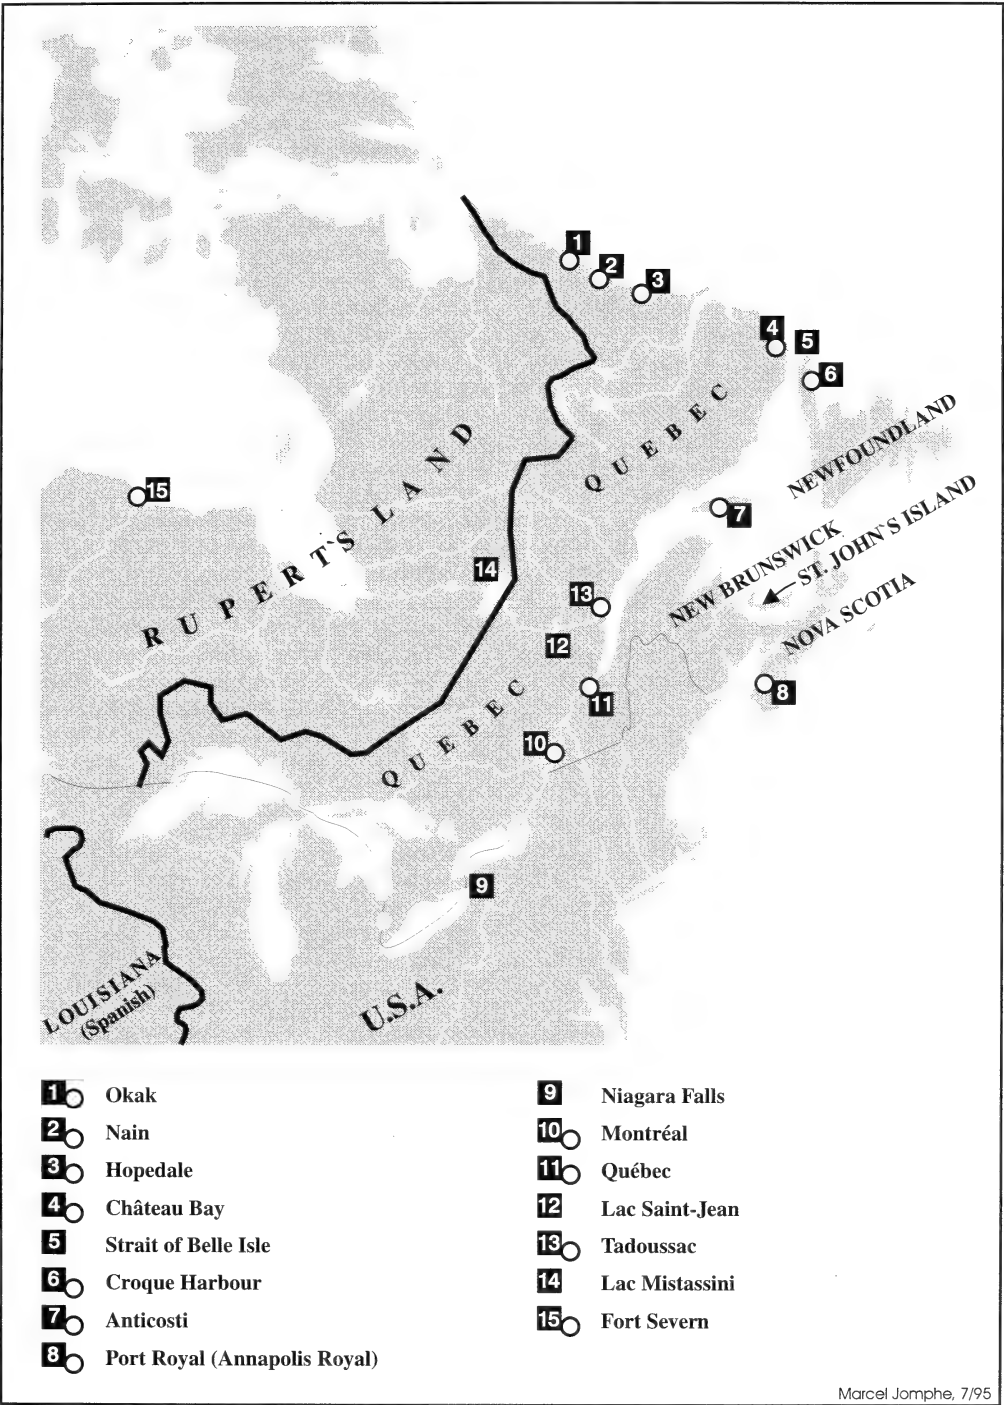 1
2
3
4
5
6
QUEBEC
NEWFOUNDLAND
RUPERT`S LAND
15
7
ST. JOHN`S ISLAND
NEW BRUNSWICK
14
13
NOVA SCOTIA
12
8
11
QUEBEC
10
9
LOUISIANA
(Spanish)
U.S.A.
1 Okak
2 Nain
3 Hopedale
4 Château Bay
5 Strait of Belle Isle
6 Croque Harbour
7 Anticosti
8 Port Royal (Annapolis Royal)
9 Niagara Falls
10 Montréal
11 Québec
12 Lac Saint-Jean
13 Tadoussac
14 Lac Mistassini
15 Fort Severn
Marcel Jomphe, 7/95